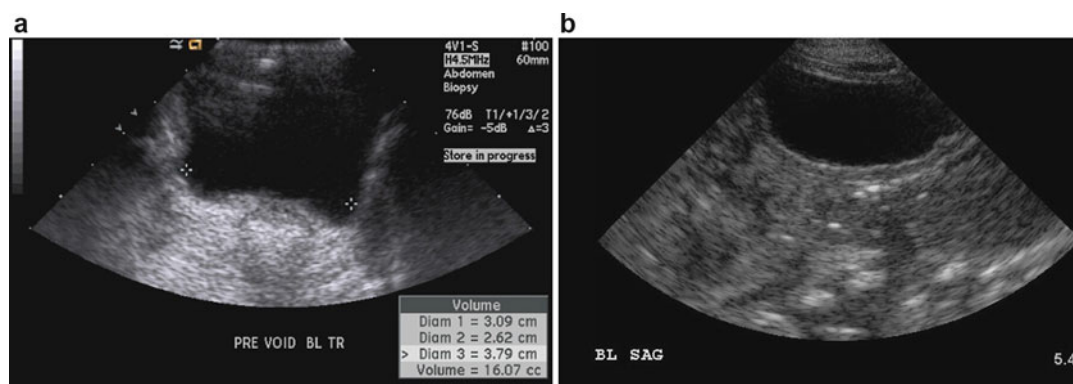 a
4V1-S #100
H4.5MHz 60mm
Abdomen
Biopsy
76dB T1/+1/3/2
Gain= -5dB Δ=3
Store in progress
PRE VOID BL TR
Volume
Diam 1 = 3.09 cm
Diam 2 = 2.62 cm
> Diam 3 = 3.79 cm
Volume = 16.07 cc
b
BL SAG
5.4